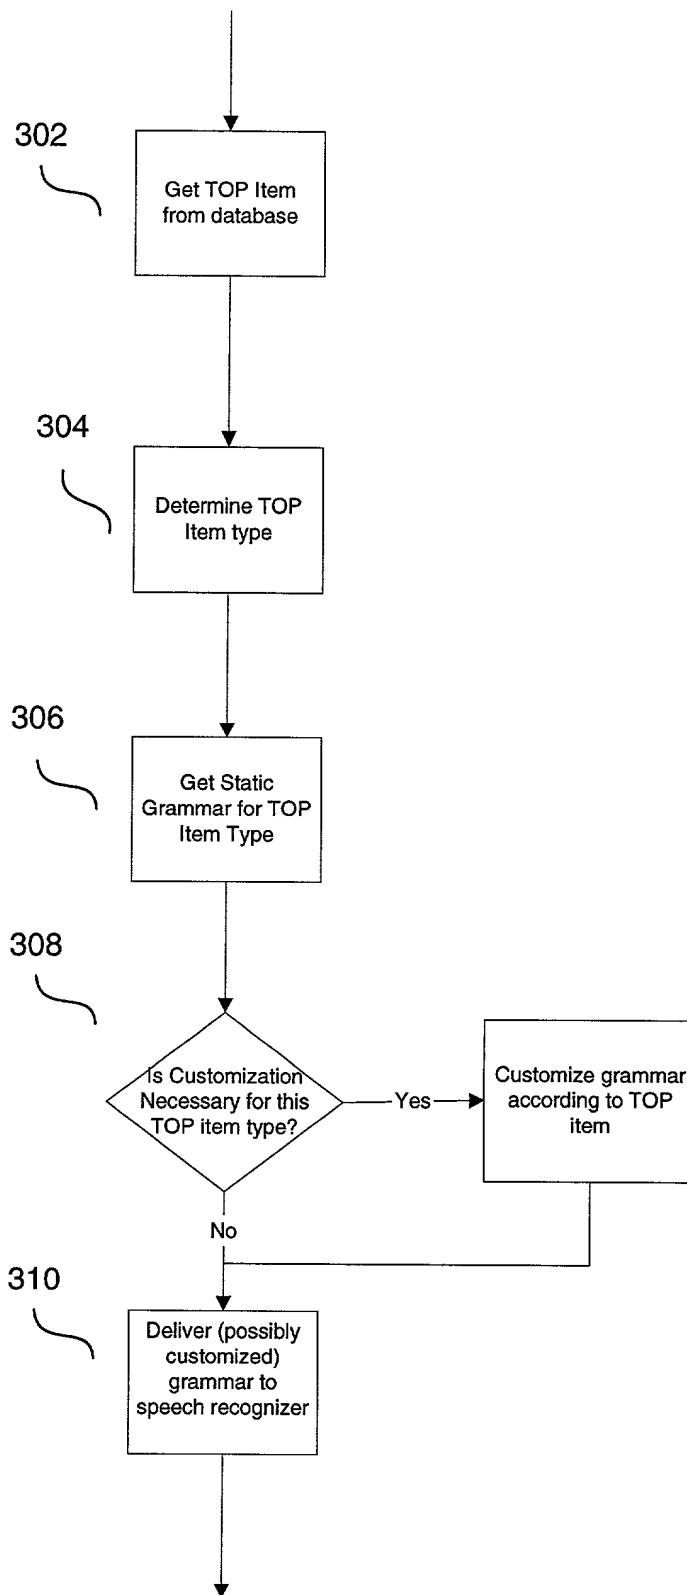 302
Get TOP Item
from database
304
Determine TOP
Item type
306
Get Static
Grammar for TOP
Item Type
308
Is Customization
Necessary for this
TOP item type?
Yes
Customize grammar
according to TOP
item
No
310
Deliver (possibly
customized)
grammar to
speech recognizer